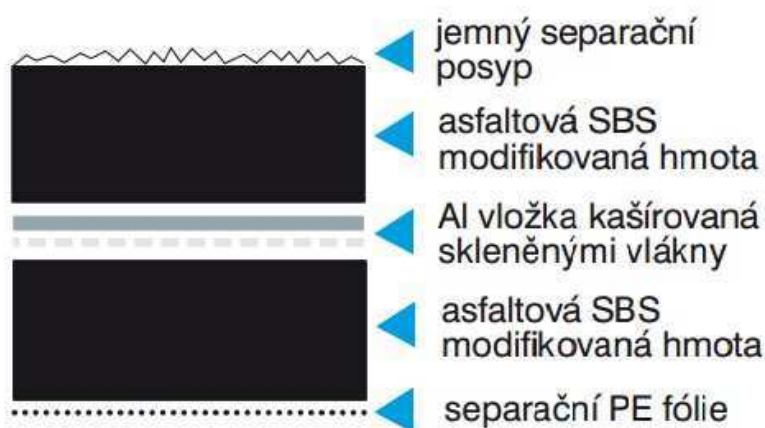 jemný separační
posyp
asfaltová SBS
modifikovaná hmota
Al vložka kašírovaná
skleněnými vlákny
asfaltová SBS
modifikovaná hmota
separační PE fólie